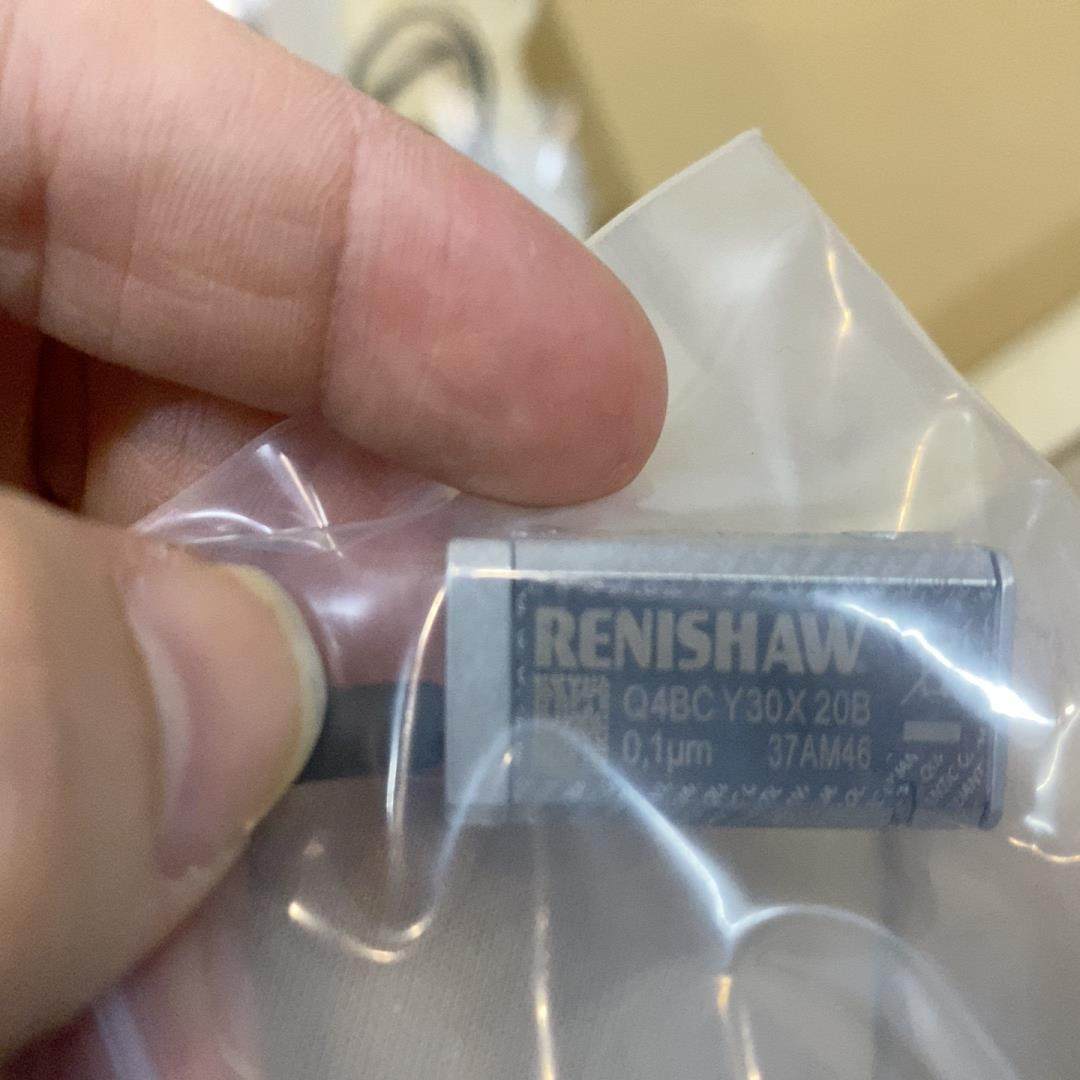 RENISHAW
Q4BC Y30X 20B
0,1µm 37AM46